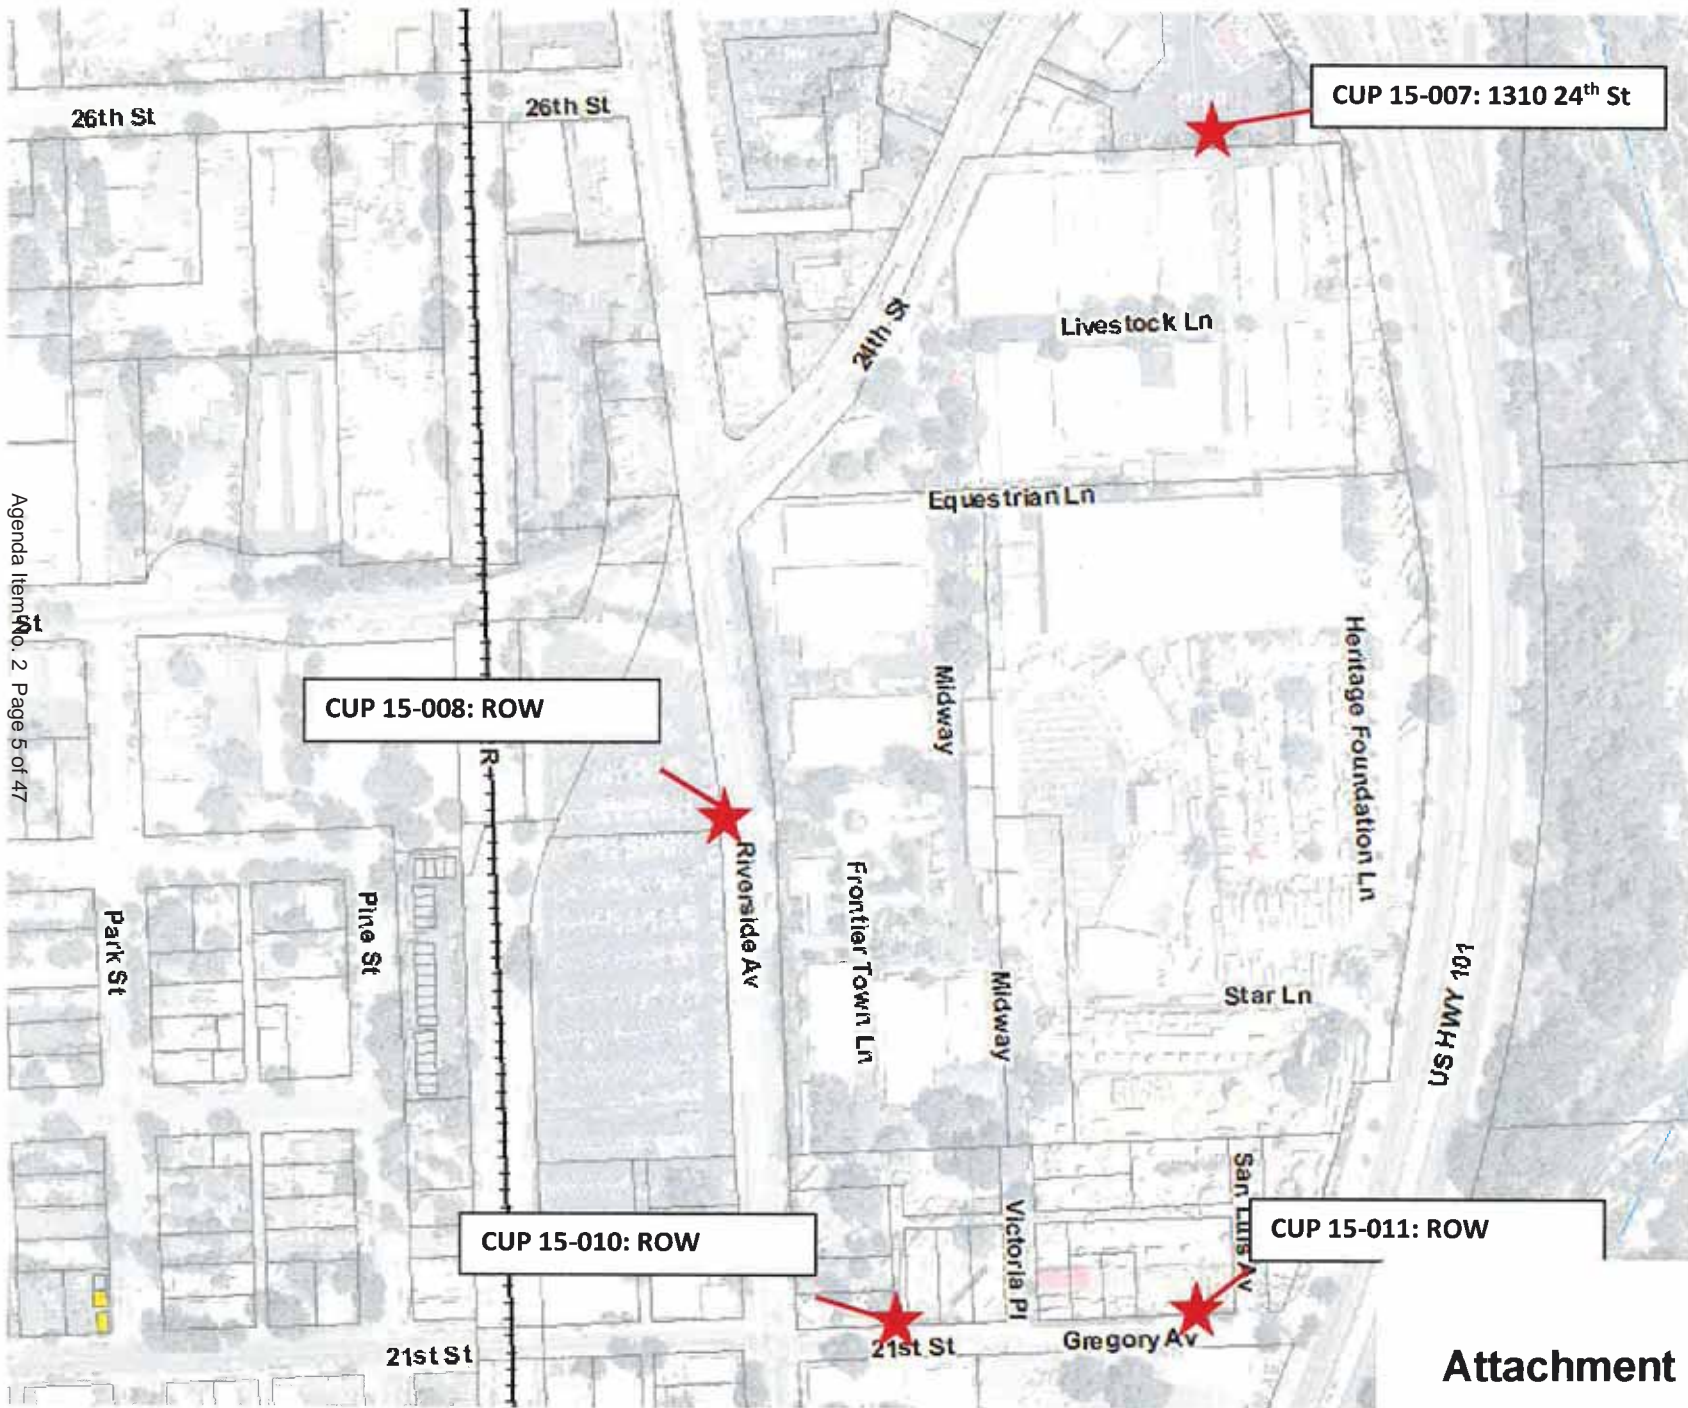 26th St
26th St
CUP 15-007: 1310 24th St
Livestock Ln
24th St
Equestrian Ln
St
Agenda Item No. 2 Page 5 of 47
Heritage Foundation Ln
Midway
CUP 15-008: ROW
R
Riverside Av
Frontier Town Ln
Pine St
Park St
Midway
Star Ln
US HWY 101
San Luis Av
Victoria Pl
CUP 15-010: ROW
CUP 15-011: ROW
21st St
21st St
Gregory Av
Attachment